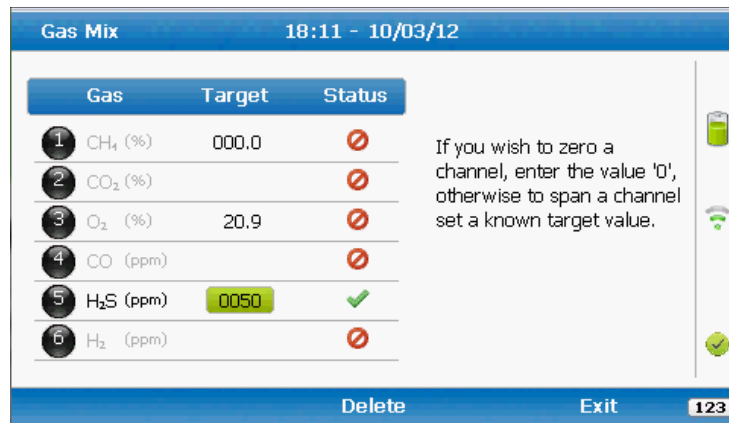 Gas Mix 18:11 - 10/03/12
Gas Target Status
1 CH₄ (%) 000.0
2 CO₂ (%)
3 O₂ (%) 20.9
4 CO (ppm)
5 H₂S (ppm) 0050
6 H₂ (ppm)
If you wish to zero a
channel, enter the value '0',
otherwise to span a channel
set a known target value.
Delete Exit 123